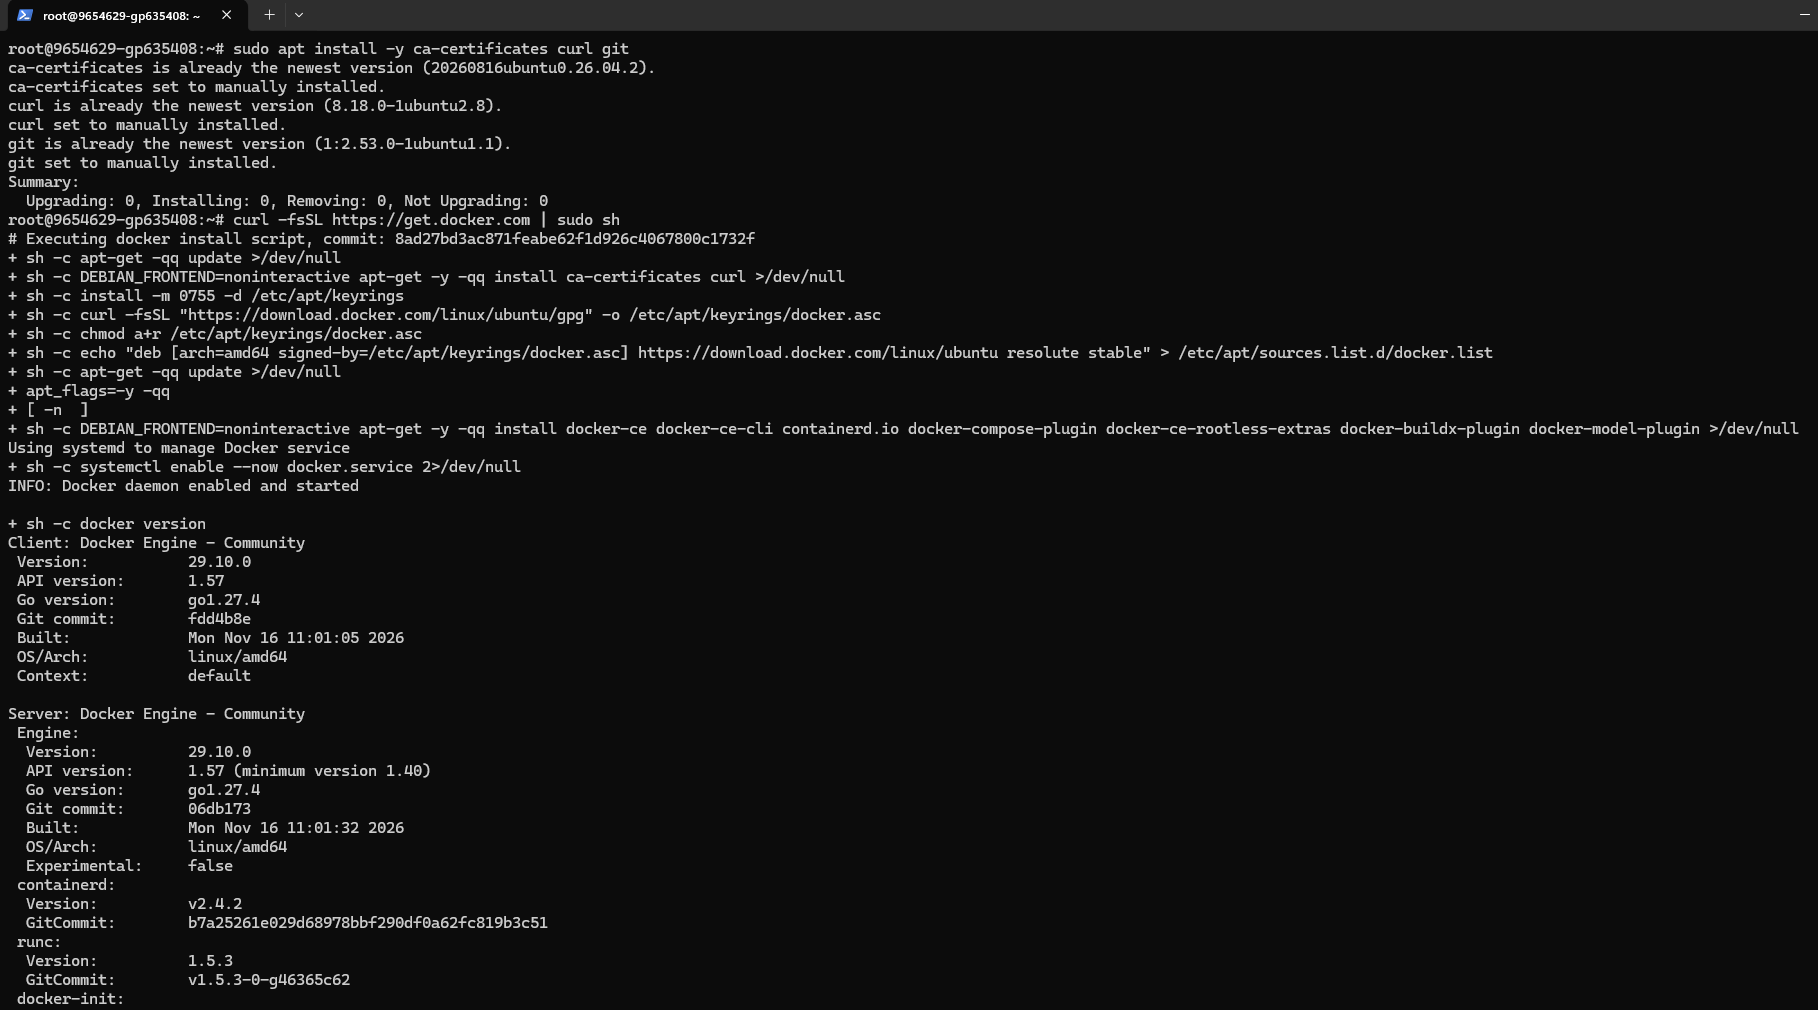 root@9654629-gp635408: ~
root@9654629-gp635408:~# sudo apt install -y ca-certificates curl git
ca-certificates is already the newest version (20260816ubuntu0.26.04.2).
ca-certificates set to manually installed.
curl is already the newest version (8.18.0-1ubuntu2.8).
curl set to manually installed.
git is already the newest version (1:2.53.0-1ubuntu1.1).
git set to manually installed.
Summary:
  Upgrading: 0, Installing: 0, Removing: 0, Not Upgrading: 0
root@9654629-gp635408:~# curl -fsSL https://get.docker.com | sudo sh
# Executing docker install script, commit: 8ad27bd3ac871feabe62f1d926c4067800c1732f
+ sh -c apt-get -qq update >/dev/null
+ sh -c DEBIAN_FRONTEND=noninteractive apt-get -y -qq install ca-certificates curl >/dev/null
+ sh -c install -m 0755 -d /etc/apt/keyrings
+ sh -c curl -fsSL "https://download.docker.com/linux/ubuntu/gpg" -o /etc/apt/keyrings/docker.asc
+ sh -c chmod a+r /etc/apt/keyrings/docker.asc
+ sh -c echo "deb [arch=amd64 signed-by=/etc/apt/keyrings/docker.asc] https://download.docker.com/linux/ubuntu resolute stable" > /etc/apt/sources.list.d/docker.list
+ sh -c apt-get -qq update >/dev/null
+ apt_flags=-y -qq
+ [ -n  ]
+ sh -c DEBIAN_FRONTEND=noninteractive apt-get -y -qq install docker-ce docker-ce-cli containerd.io docker-compose-plugin docker-ce-rootless-extras docker-buildx-plugin docker-model-plugin >/dev/null
Using systemd to manage Docker service
+ sh -c systemctl enable --now docker.service 2>/dev/null
INFO: Docker daemon enabled and started
+ sh -c docker version
Client: Docker Engine - Community
 Version:           29.10.0
 API version:       1.57
 Go version:        go1.27.4
 Git commit:        fdd4b8e
 Built:             Mon Nov 16 11:01:05 2026
 OS/Arch:           linux/amd64
 Context:           default
Server: Docker Engine - Community
 Engine:
  Version:          29.10.0
  API version:      1.57 (minimum version 1.40)
  Go version:       go1.27.4
  Git commit:       06db173
  Built:            Mon Nov 16 11:01:32 2026
  OS/Arch:          linux/amd64
  Experimental:     false
 containerd:
  Version:          v2.4.2
  GitCommit:        b7a25261e029d68978bbf290df0a62fc819b3c51
 runc:
  Version:          1.5.3
  GitCommit:        v1.5.3-0-g46365c62
 docker-init: